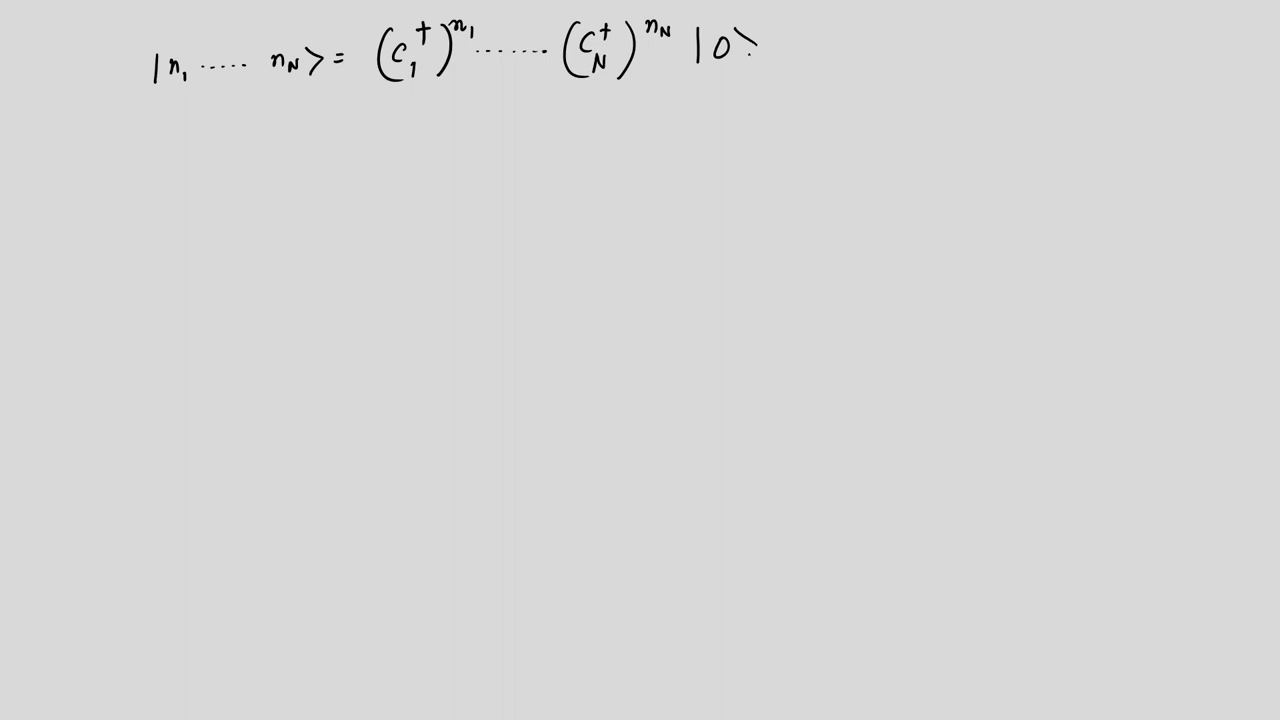 |n₁ ..... n_N⟩ = (C₁†)^n₁ ....... (C_N†)^n_N |0⟩